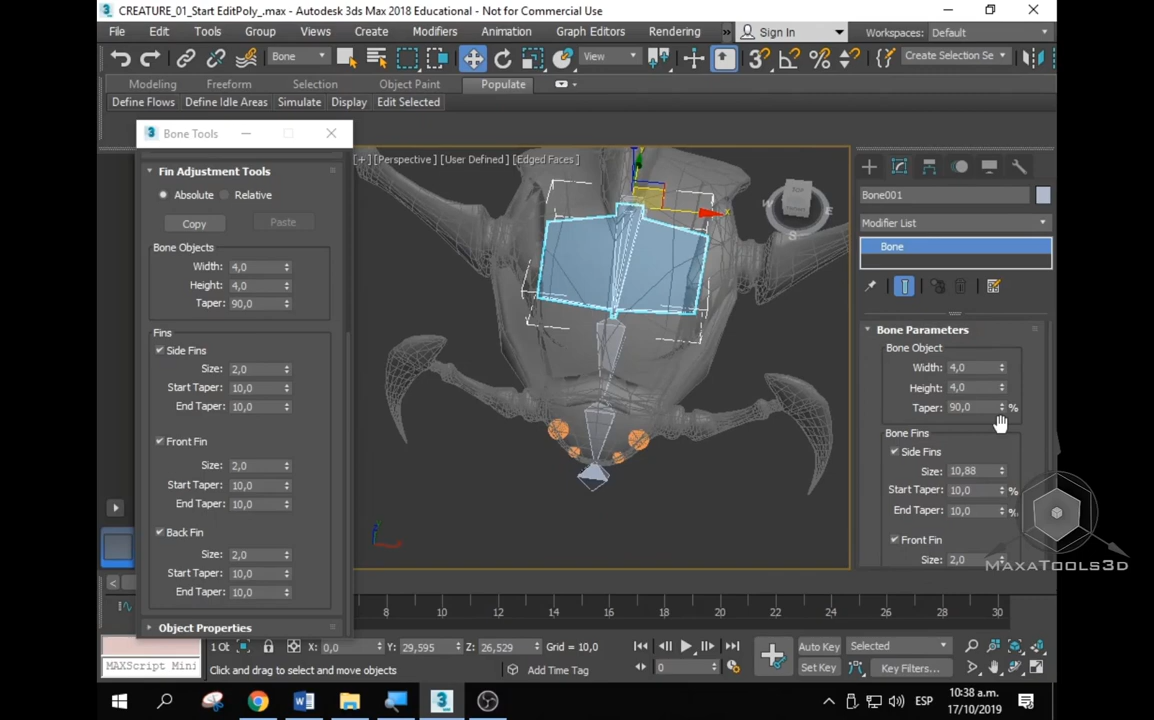 CREATURE_01_Start EditPoly_.max - Autodesk 3ds Max 2018 Educational - Not for Commercial Use
File Edit Tools Group Views Create Modifiers Animation Graph Editors Rendering Sign In Workspaces: Default
Bone View Create Selection Se
Modeling Freeform Selection Object Paint Populate
Define Flows Define Idle Areas Simulate Display Edit Selected
Bone Tools
[+] [Perspective] [User Defined] [Edged Faces]
Fin Adjustment Tools
Absolute Relative
Copy Paste
Bone Objects
Width: 4,0
Height: 4,0
Taper: 90,0
Fins
Side Fins
Size: 2,0
Start Taper: 10,0
End Taper: 10,0
Front Fin
Size: 2,0
Start Taper: 10,0
End Taper: 10,0
Back Fin
Size: 2,0
Start Taper: 10,0
End Taper: 10,0
Object Properties
TOP
W
E
S
Bone001
Modifier List
Bone
Bone Parameters
Bone Object
Width: 4,0
Height: 4,0
Taper: 90,0 %
Bone Fins
Side Fins
Size: 10,88
Start Taper: 10,0 %
End Taper: 10,0 %
Front Fin
Size: 2,0
MAXATOOLS3D
6 8 10 12 14 16 18 20 22 24 26 28 30
1 Ob X: 0,0 Y: 29,595 Z: 26,529 Grid = 10,0 Auto Key Selected
MAXScript Mini Click and drag to select and move objects Add Time Tag 0 Set Key Key Filters...
ESP
10:38 a.m.
17/10/2019